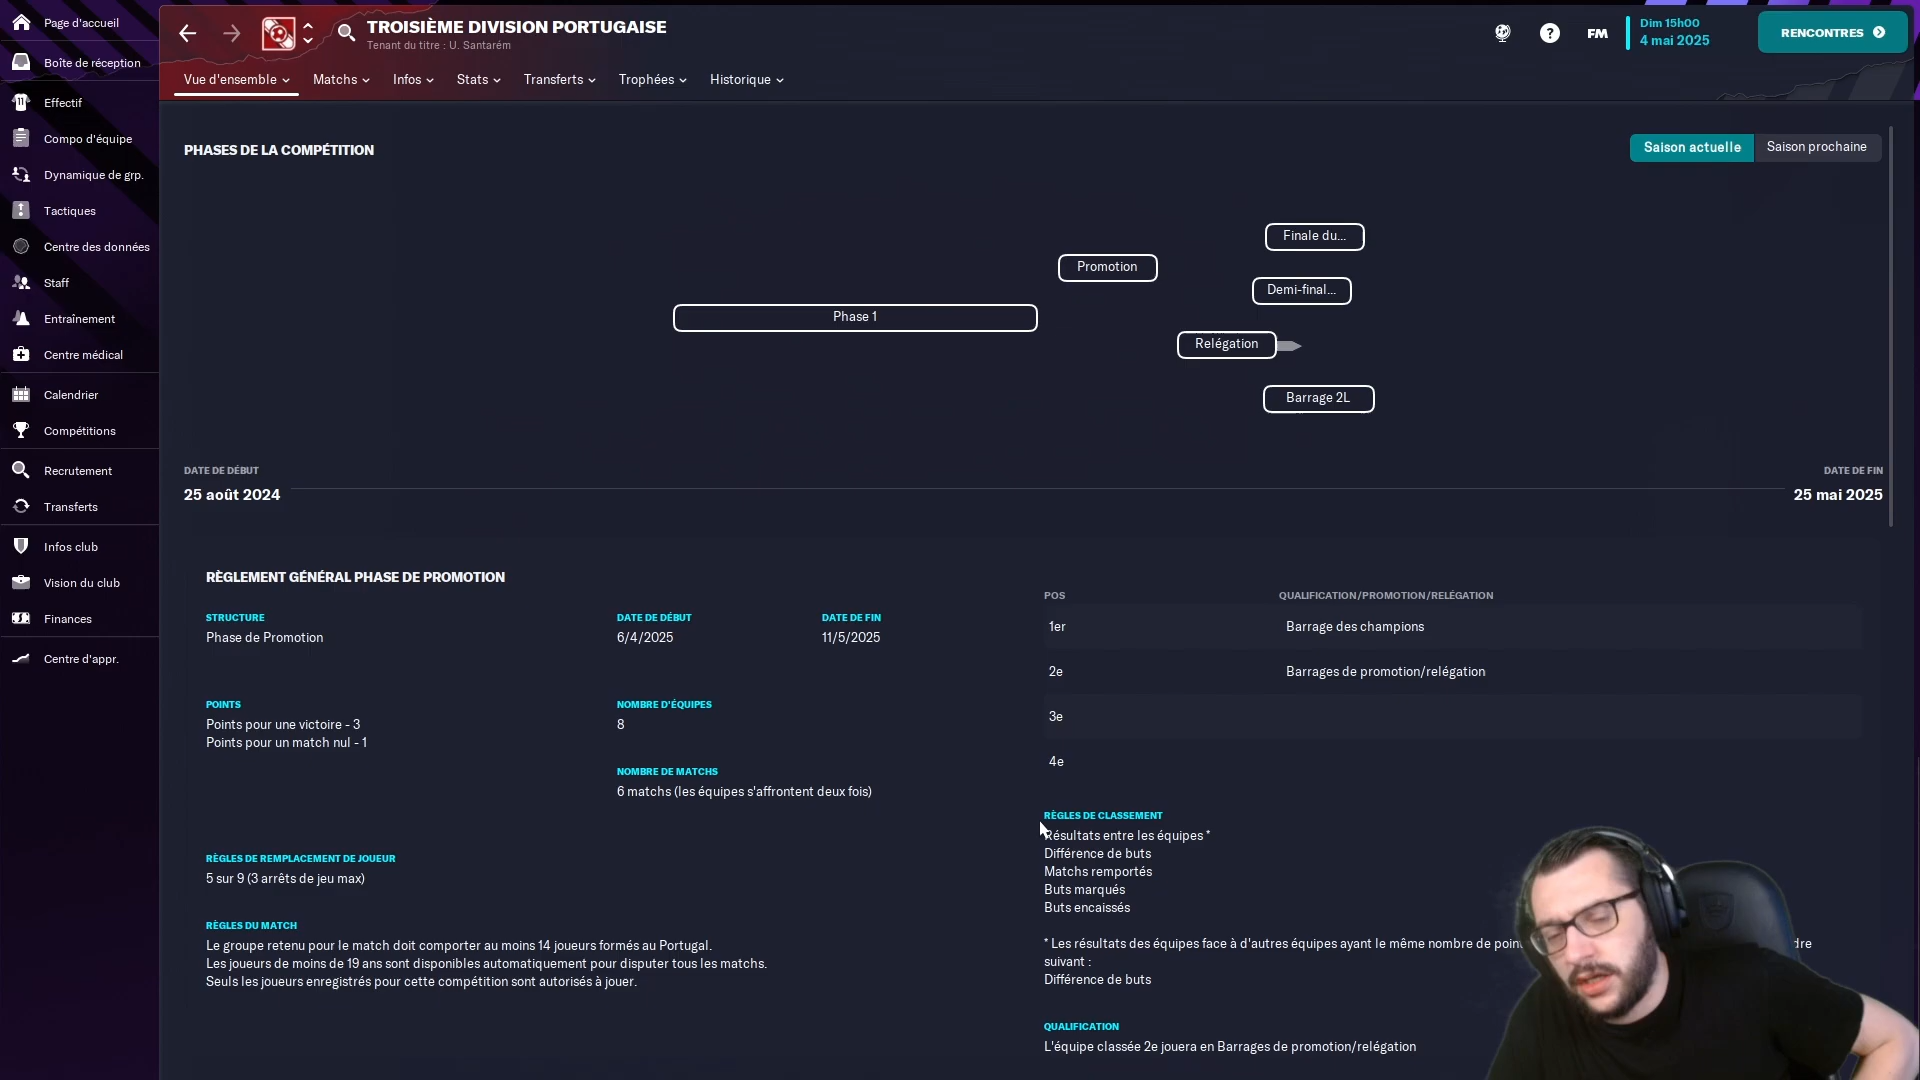 Page d'accueil
Boîte de réception
Effectif
Compo d'équipe
Dynamique de grp.
Tactiques
Centre des données
Staff
Entraînement
Centre médical
Calendrier
Compétitions
Recrutement
Transferts
Infos club
Vision du club
Finances
Centre d'appr.
TROISIÈME DIVISION PORTUGAISE
Tenant du titre : U. Santarém
?
FM
Dim 15h00
4 mai 2025
RENCONTRES
Vue d'ensemble
Matchs
Infos
Stats
Transferts
Trophées
Historique
PHASES DE LA COMPÉTITION
Saison actuelle
Saison prochaine
Finale du...
Promotion
Demi-final...
Phase 1
Relégation
Barrage 2L
DATE DE DÉBUT
25 août 2024
DATE DE FIN
25 mai 2025
RÈGLEMENT GÉNÉRAL PHASE DE PROMOTION
STRUCTURE
Phase de Promotion
DATE DE DÉBUT
6/4/2025
DATE DE FIN
11/5/2025
POINTS
Points pour une victoire - 3
Points pour un match nul - 1
NOMBRE D'ÉQUIPES
8
NOMBRE DE MATCHS
6 matchs (les équipes s'affrontent deux fois)
RÈGLES DE REMPLACEMENT DE JOUEUR
5 sur 9 (3 arrêts de jeu max)
RÈGLES DU MATCH
Le groupe retenu pour le match doit comporter au moins 14 joueurs formés au Portugal.
Les joueurs de moins de 19 ans sont disponibles automatiquement pour disputer tous les matchs.
Seuls les joueurs enregistrés pour cette compétition sont autorisés à jouer.
POS QUALIFICATION/PROMOTION/RELÉGATION
1er Barrage des champions
2e Barrages de promotion/relégation
3e
4e
RÈGLES DE CLASSEMENT
Résultats entre les équipes *
Différence de buts
Matchs remportés
Buts marqués
Buts encaissés
* Les résultats des équipes face à d'autres équipes ayant le même nombre de
suivant :
Différence de buts
QUALIFICATION
L'équipe classée 2e jouera en Barrages de promotion/relégation